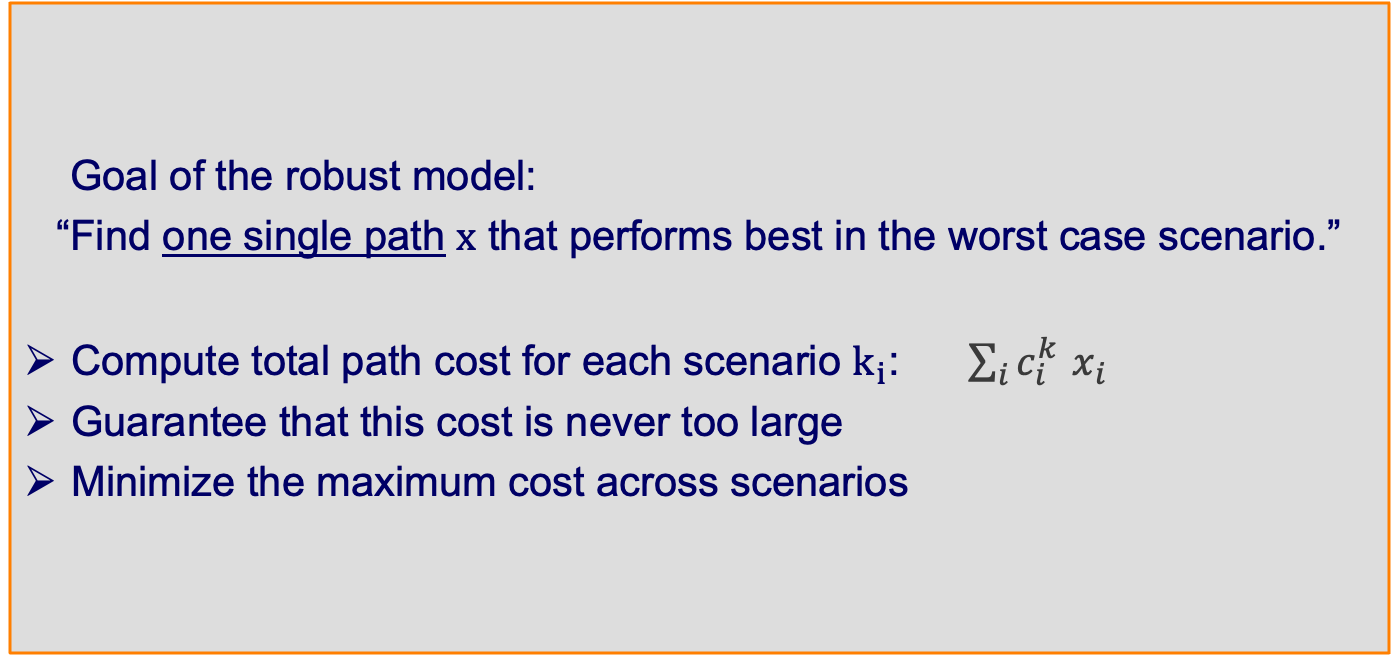 Goal of the robust model:
“Find one single path x that performs best in the worst case scenario.”
➢ Compute total path cost for each scenario kᵢ: ∑ᵢ cᵢᵏ xᵢ
➢ Guarantee that this cost is never too large
➢ Minimize the maximum cost across scenarios